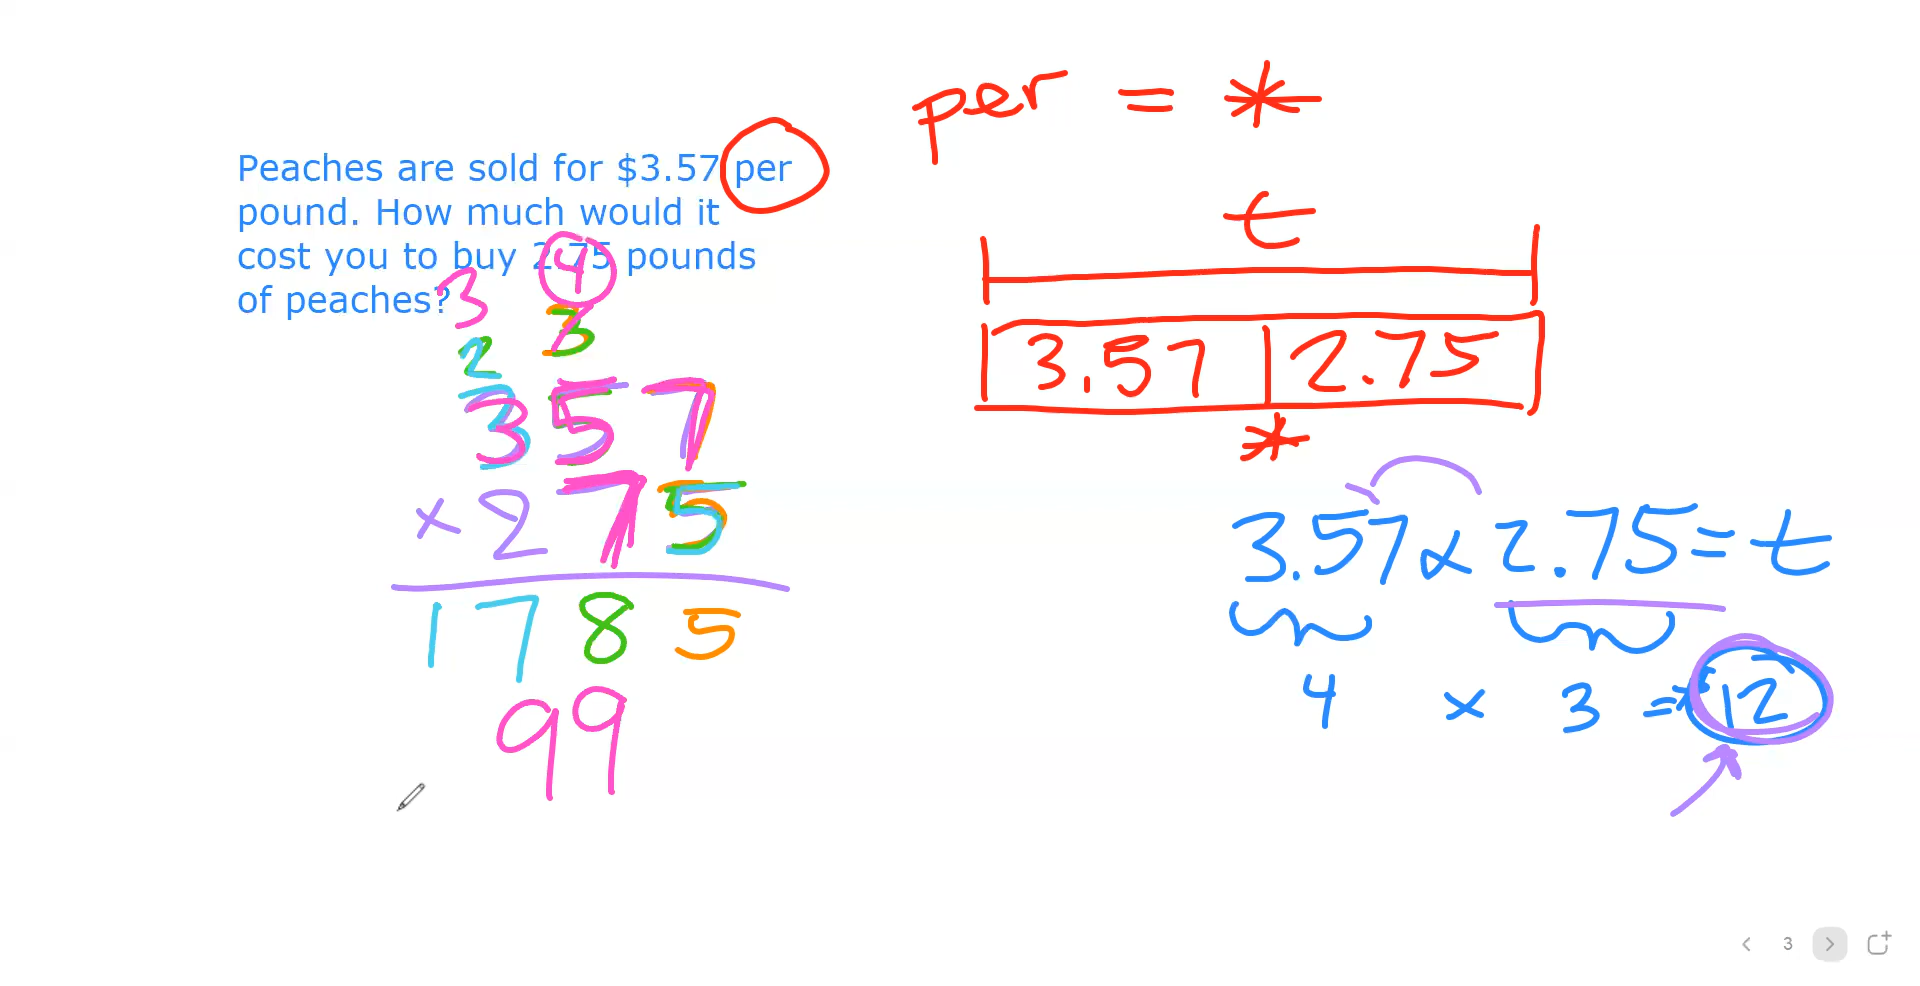 per = *
Peaches are sold for $3.57 per
pound. How much would it
cost you to buy 2.75 pounds
of peaches?
t
3.57 2.75
*
3 4
2 3
357
x 275
1785
99
3.57 x 2.75 = t
4 x 3 = 12
3